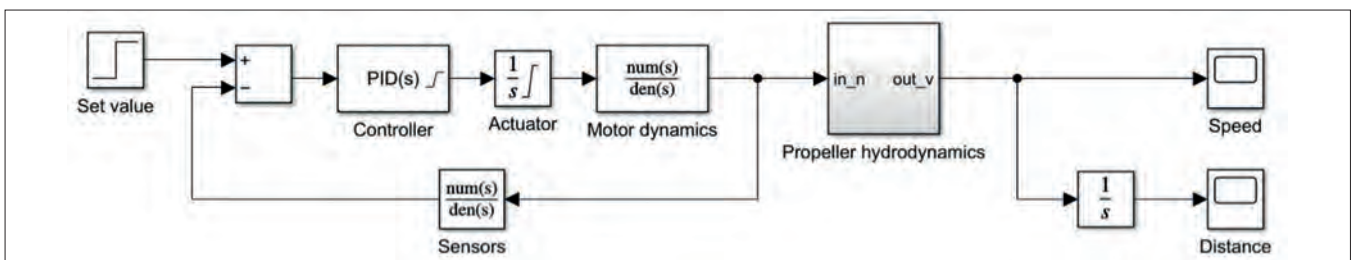 Set value
+
−
PID(s)
Controller
1
s
Actuator
num(s)
den(s)
Motor dynamics
in_n out_v
Propeller hydrodynamics
Speed
num(s)
den(s)
Sensors
1
s
Distance